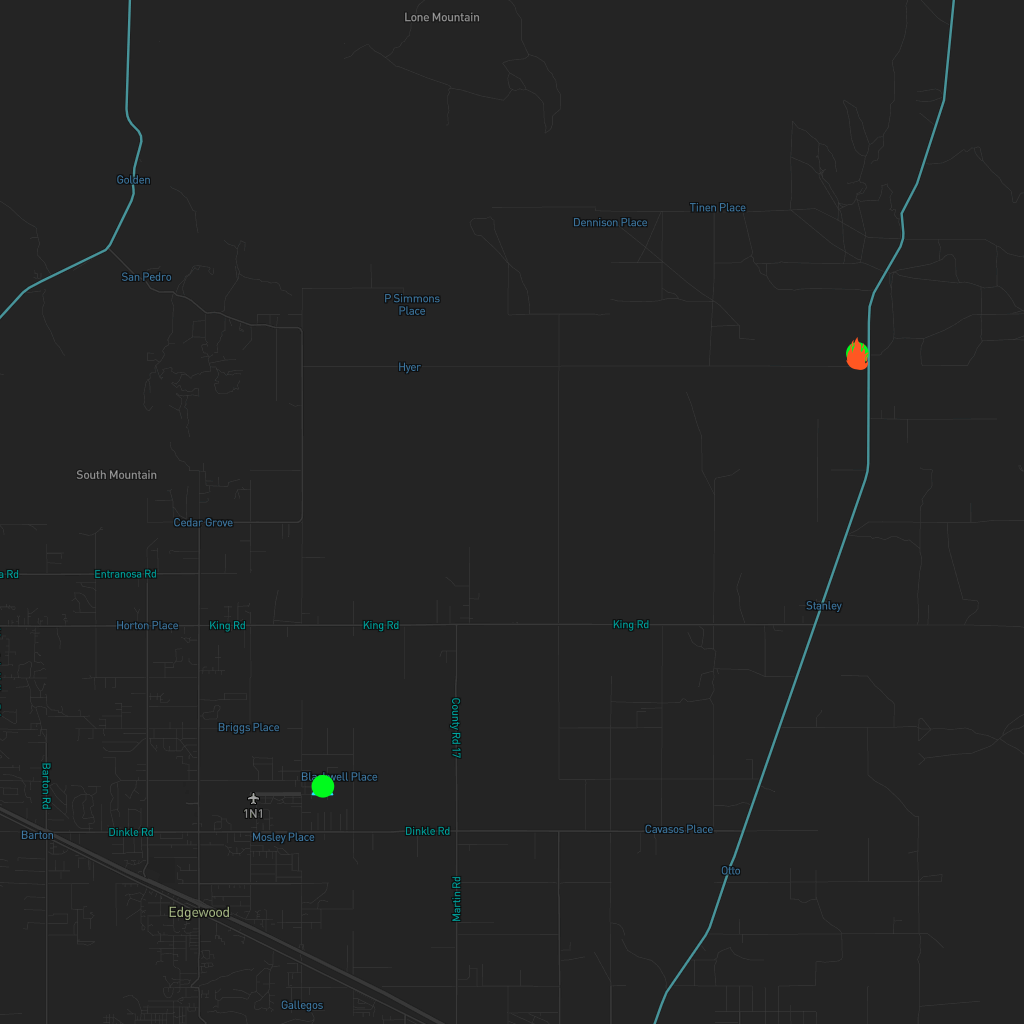 Lone Mountain
Golden
Tinen Place
Dennison Place
San Pedro
P Simmons
Place
Hyer
South Mountain
Cedar Grove
a Rd
Entranosa Rd
Stanley
Horton Place
King Rd
King Rd
King Rd
County Rd 17
Briggs Place
Barton Rd
Blackwell Place
1N1
Barton
Dinkle Rd
Mosley Place
Dinkle Rd
Cavasos Place
Otto
Martin Rd
Edgewood
Gallegos